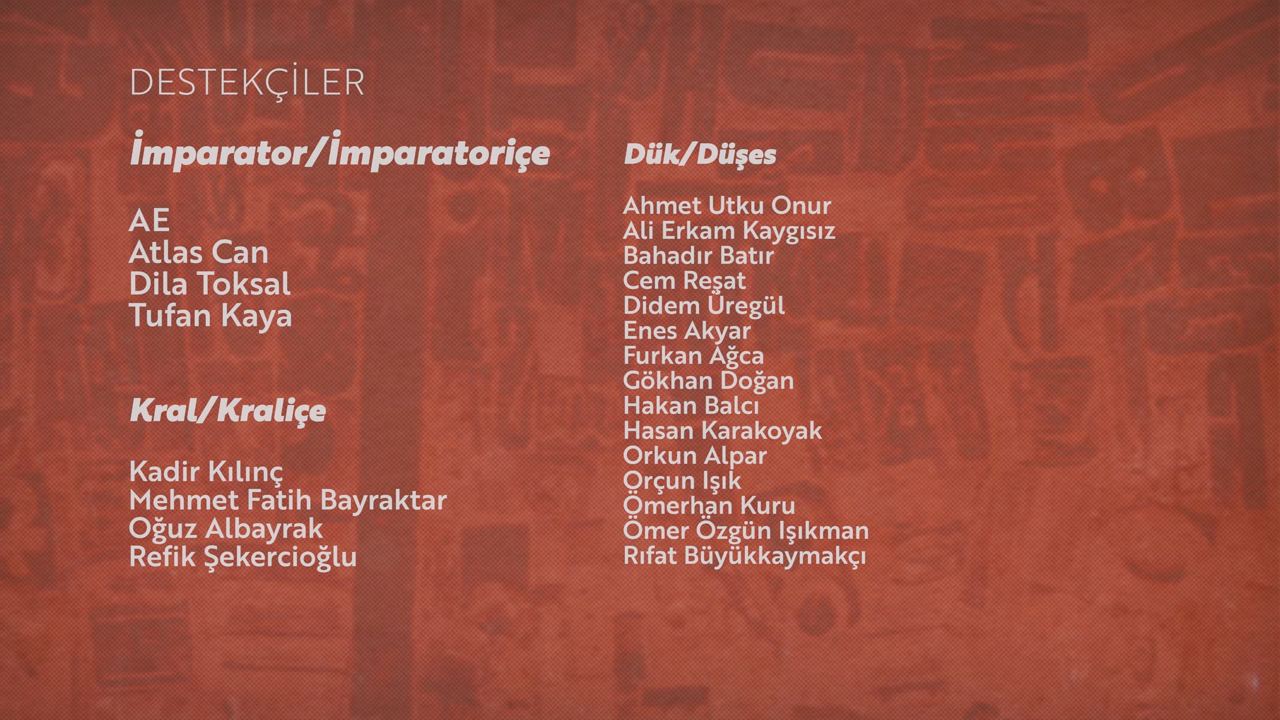 DESTEKÇİLER
İmparator/İmparatoriçe
AE
Atlas Can
Dila Toksal
Tufan Kaya
Kral/Kraliçe
Kadir Kılınç
Mehmet Fatih Bayraktar
Oğuz Albayrak
Refik Şekercioğlu
Dük/Düşes
Ahmet Utku Onur
Ali Erkam Kaygısız
Bahadır Batır
Cem Reşat
Didem Üregül
Enes Akyar
Furkan Ağca
Gökhan Doğan
Hakan Balcı
Hasan Karakoyak
Orkun Alpar
Orçun Işık
Ömerhan Kuru
Ömer Özgün Işıkman
Rıfat Büyükkaymakçı